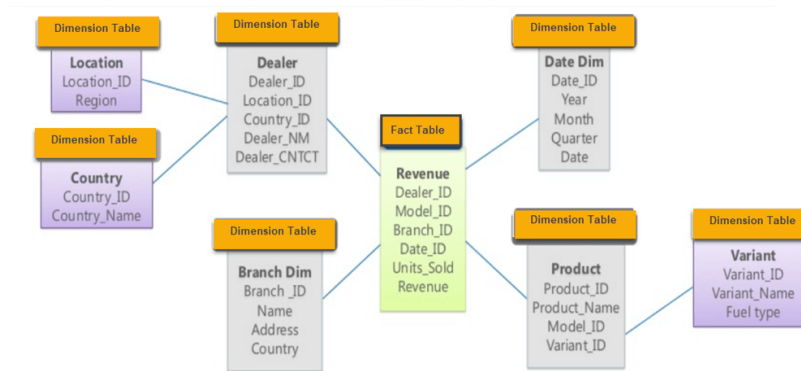 Dimension Table
Location
Location_ID
Region
Dimension Table
Dealer
Dealer_ID
Location_ID
Country_ID
Dealer_NM
Dealer_CNTCT
Dimension Table
Date Dim
Date_ID
Year
Month
Quarter
Date
Dimension Table
Country
Country_ID
Country_Name
Fact Table
Revenue
Dealer_ID
Model_ID
Branch_ID
Date_ID
Units_Sold
Revenue
Dimension Table
Branch Dim
Branch _ID
Name
Address
Country
Dimension Table
Product
Product_ID
Product_Name
Model_ID
Variant_ID
Dimension Table
Variant
Variant_ID
Variant_Name
Fuel type